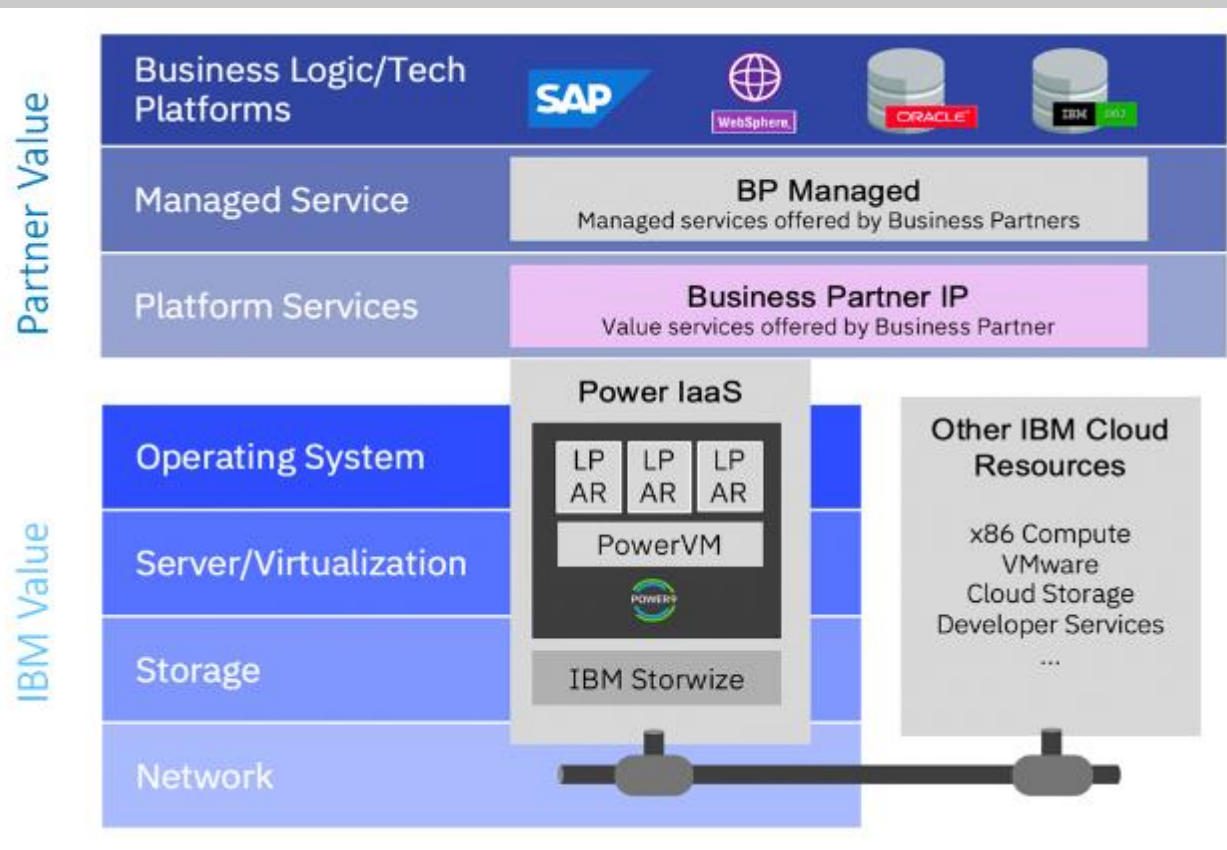 Partner Value
Business Logic/Tech
Platforms
SAP
WebSphere.
ORACLE
IBM DB2
Managed Service
BP Managed
Managed services offered by Business Partners
Platform Services
Business Partner IP
Value services offered by Business Partner
IBM Value
Operating System
Server/Virtualization
Storage
Network
Power IaaS
LP
AR
LP
AR
LP
AR
PowerVM
POWER9
IBM Storwize
Other IBM Cloud
Resources
x86 Compute
VMware
Cloud Storage
Developer Services
...